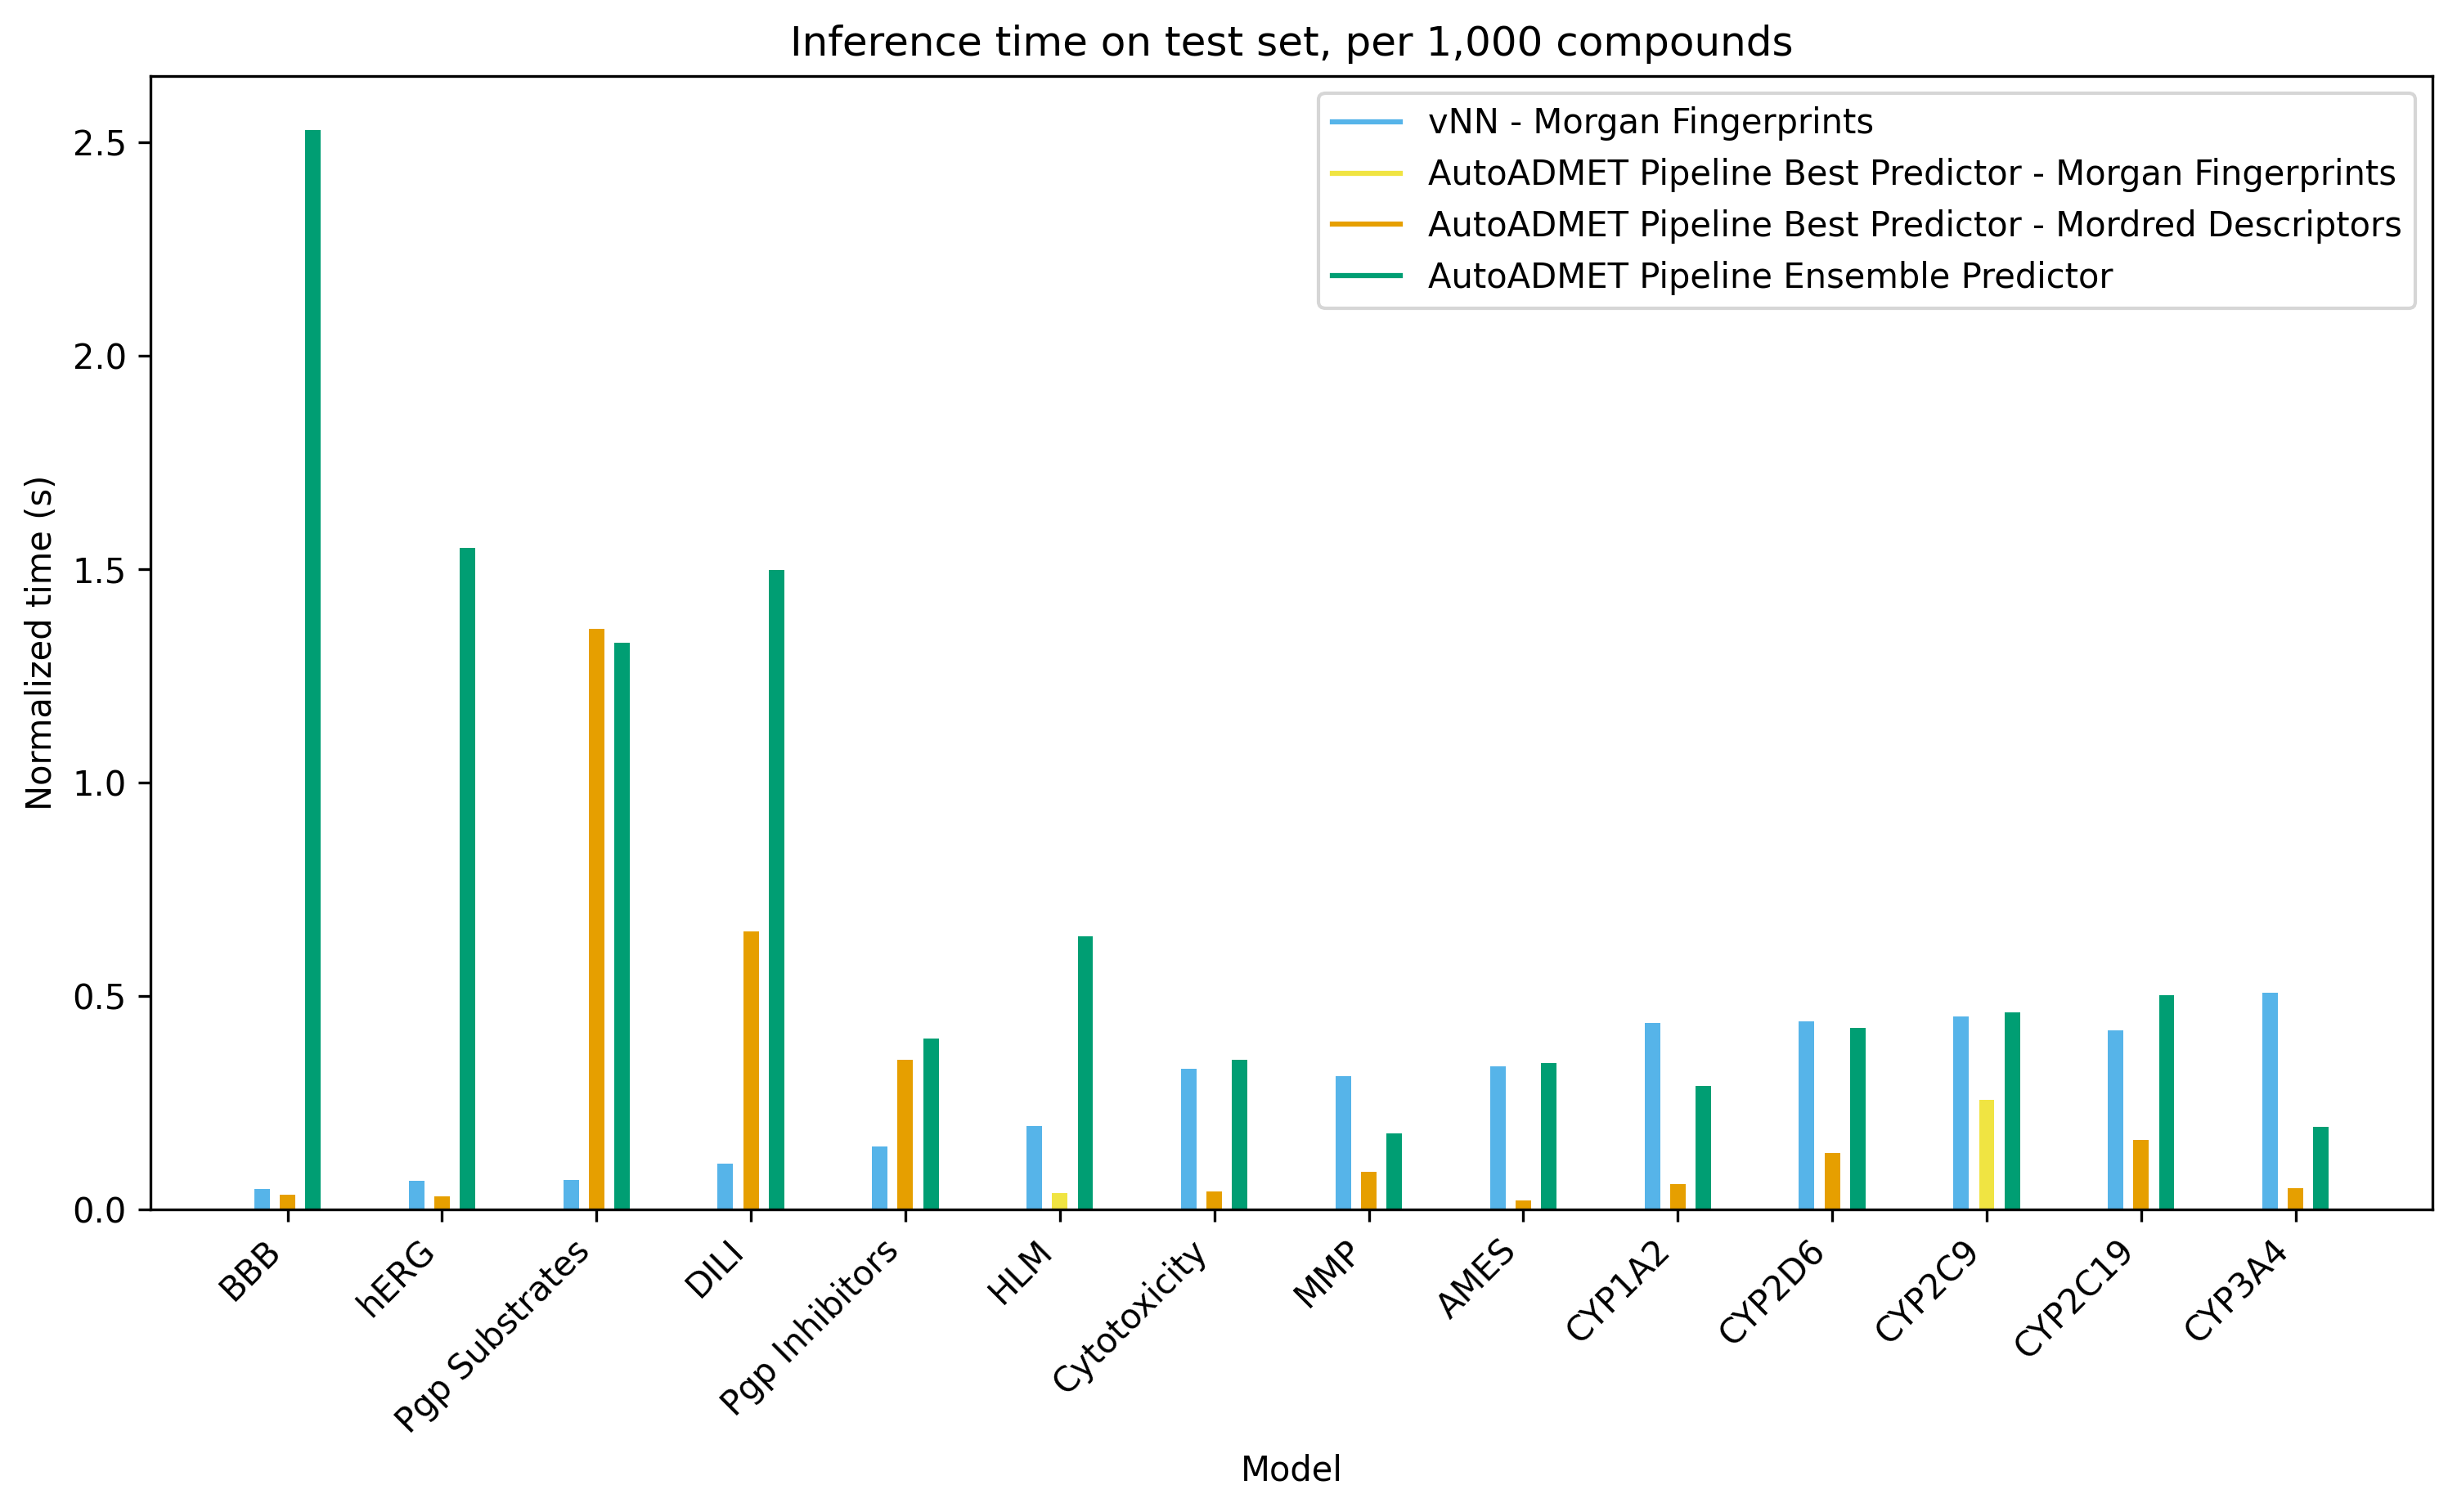 Inference time on test set, per 1,000 compounds
vNN - Morgan Fingerprints
AutoADMET Pipeline Best Predictor - Morgan Fingerprints
AutoADMET Pipeline Best Predictor - Mordred Descriptors
AutoADMET Pipeline Ensemble Predictor
Normalized time (s)
2.5
2.0
1.5
1.0
0.5
0.0
BBB
hERG
Pgp Substrates
DILI
Pgp Inhibitors
HLM
Cytotoxicity
MMP
AMES
CYP1A2
CYP2D6
CYP2C9
CYP2C19
CYP3A4
Model